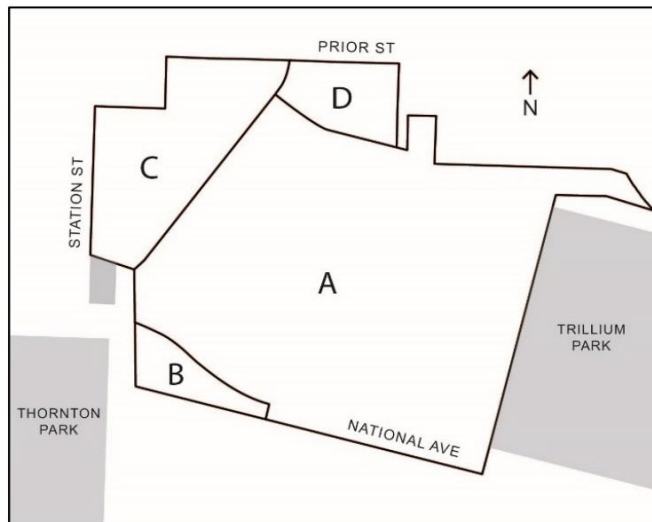 PRIOR ST
D
N
C
STATION ST
A
TRILLIUM
PARK
B
THORNTON
PARK
NATIONAL AVE